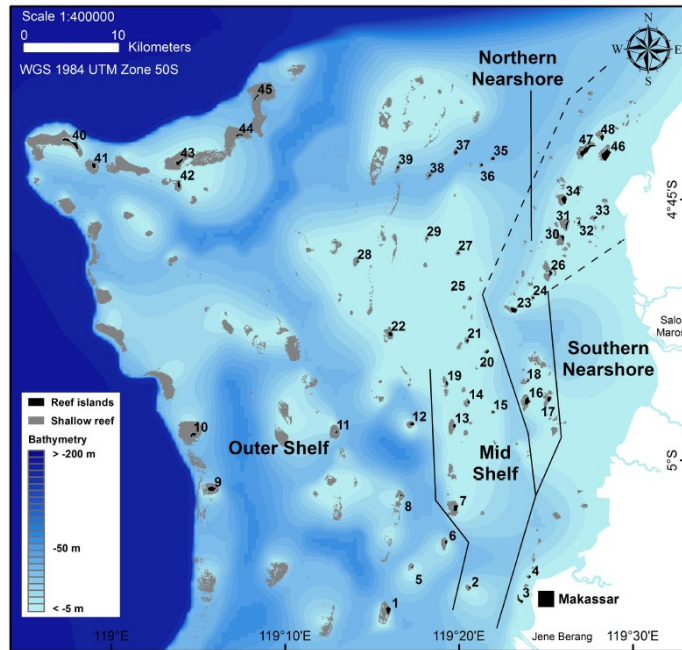 Scale 1:400000
0 10
Kilometers
WGS 1984 UTM Zone 50S
N
W E
S
Northern
Nearshore
45
40
41
43
44
42
39
38
37
35
36
48
47
46
4°45'S
34
33
31
32
30
29
28
27
26
25
24
23
Salo
Maros
22
21
20
Southern
Nearshore
19
18
16
17
14
15
13
12
11
10
Outer Shelf
Mid
Shelf
5°S
9
8
7
6
5
4
3
2
1
Makassar
Jene Berang
Reef islands
Shallow reef
Bathymetry
> -200 m
-50 m
< -5 m
119°E
119°10'E
119°20'E
119°30'E